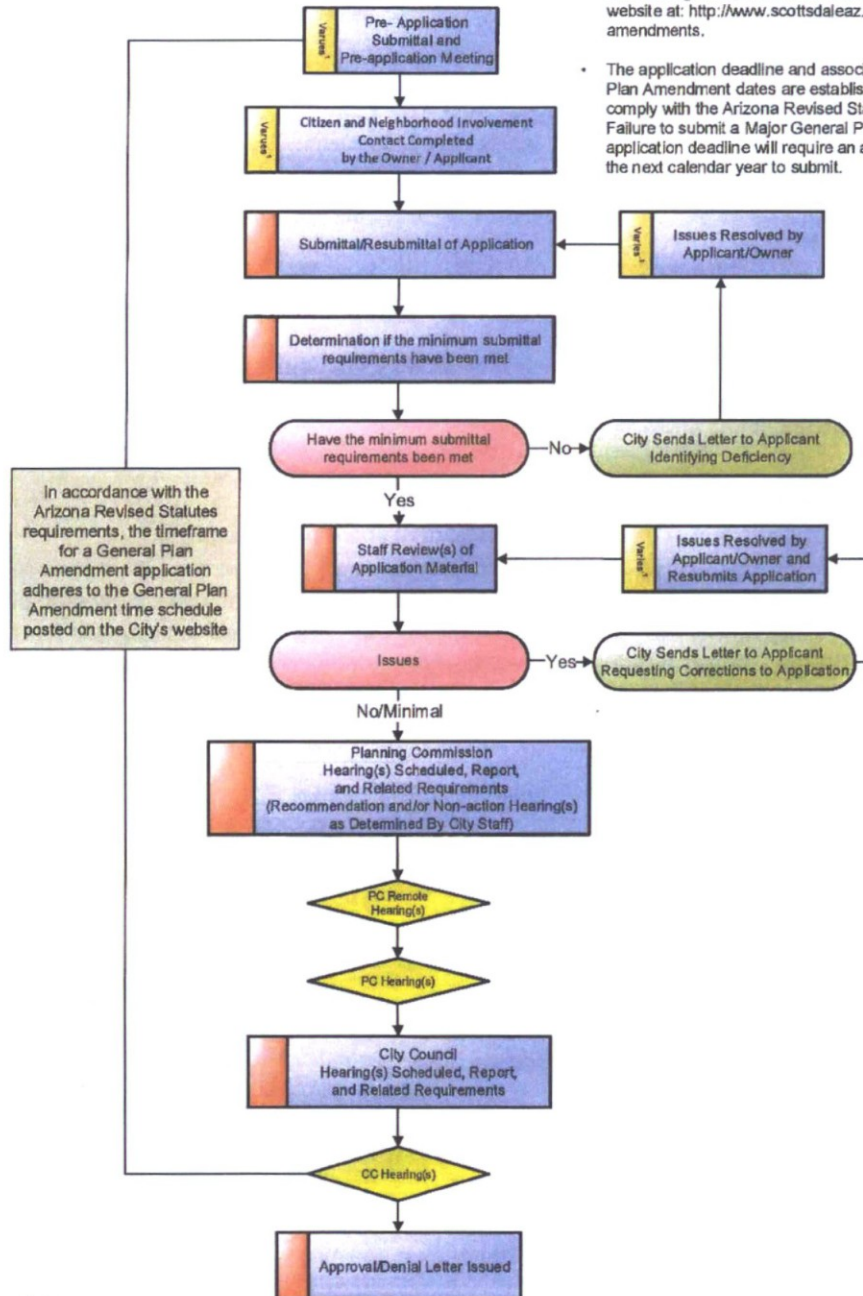 website at: http://www.scottsdaleaz.
amendments.
• The application deadline and associ
Plan Amendment dates are establis
comply with the Arizona Revised Sta
Failure to submit a Major General P
application deadline will require an a
the next calendar year to submit.
Pre- Application
Submittal and
Pre-application Meeting
Citizen and Neighborhood Involvement
Contact Completed
by the Owner / Applicant
Varies
Submittal/Resubmittal of Application
Varies
Issues Resolved by
Applicant/Owner
Determination if the minimum submittal
requirements have been met
Have the minimum submittal
requirements been met
No
City Sends Letter to Applicant
Identifying Deficiency
Yes
In accordance with the
Arizona Revised Statutes
requirements, the timeframe
for a General Plan
Amendment application
adheres to the General Plan
Amendment time schedule
posted on the City's website
Staff Review(s) of
Application Material
Varies
Issues Resolved by
Applicant/Owner and
Resubmits Application
Issues
Yes
City Sends Letter to Applicant
Requesting Corrections to Application
No/Minimal
Planning Commission
Hearing(s) Scheduled, Report,
and Related Requirements
(Recommendation and/or Non-action Hearing(s)
as Determined By City Staff)
PC Remote
Hearing(s)
PC Hearing(s)
City Council
Hearing(s) Scheduled, Report,
and Related Requirements
CC Hearing(s)
Approval/Denial Letter Issued